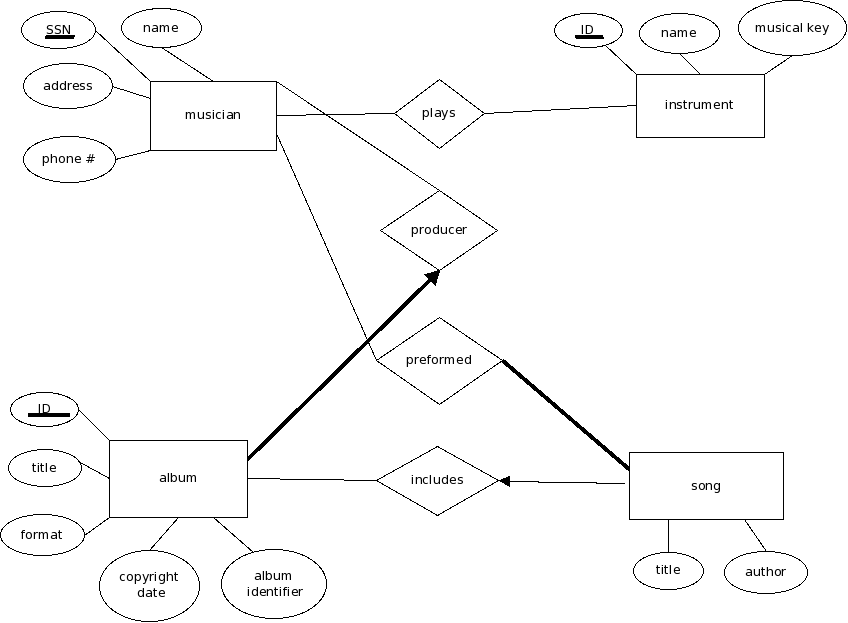 SSN
name
address
phone #
musician
plays
ID
name
musical key
instrument
producer
preformed
ID
title
format
album
copyright
date
album
identifier
includes
song
title
author